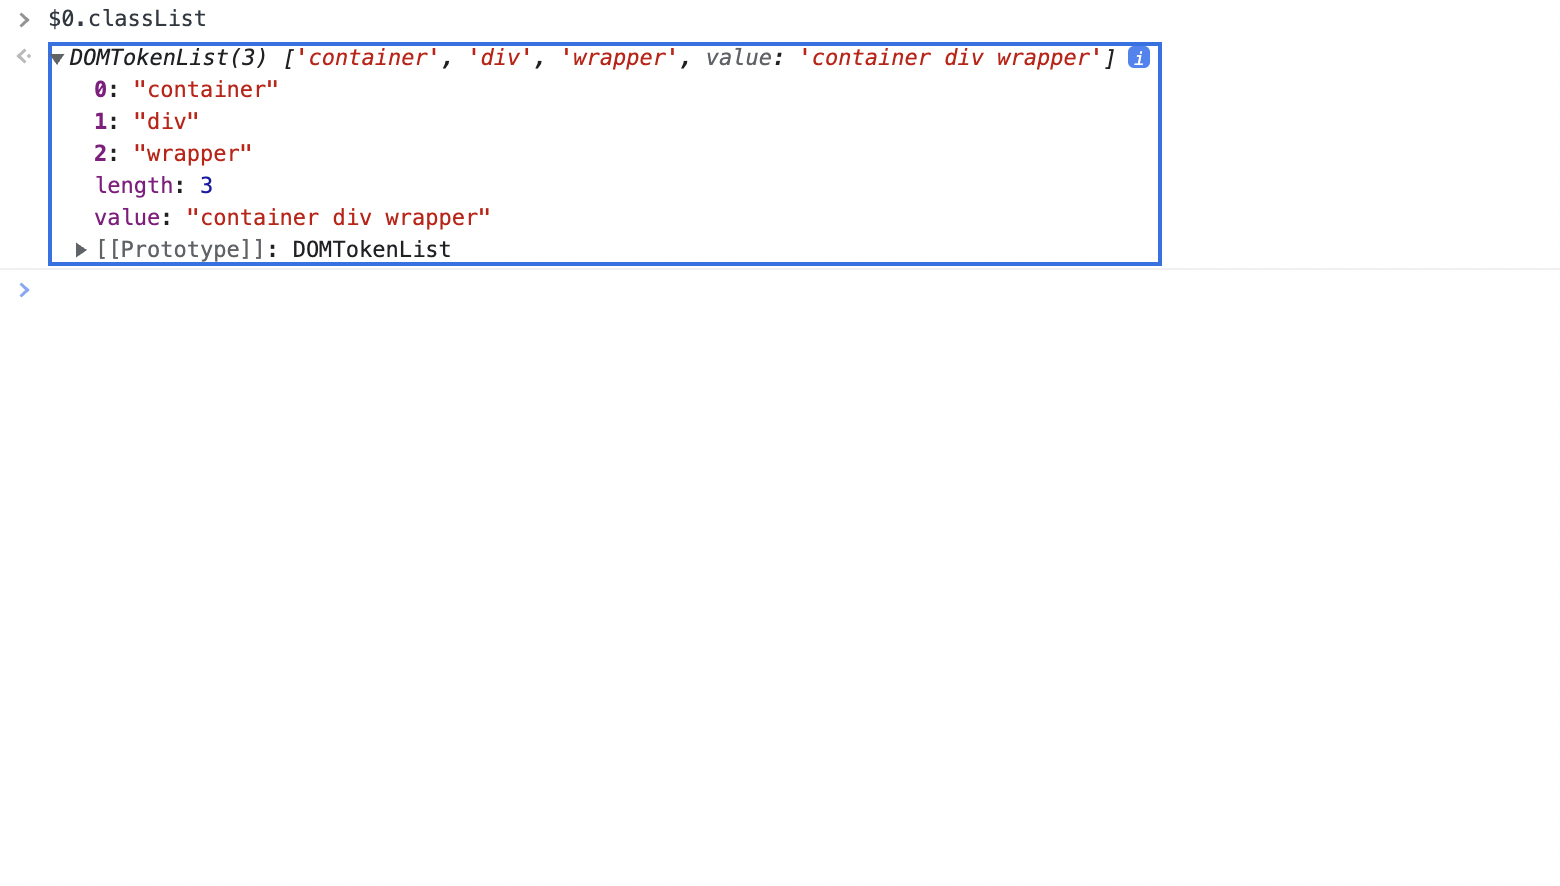 $0.classList
DOMTokenList(3) ['container', 'div', 'wrapper', value: 'container div wrapper'] i
0: "container"
1: "div"
2: "wrapper"
length: 3
value: "container div wrapper"
[[Prototype]]: DOMTokenList